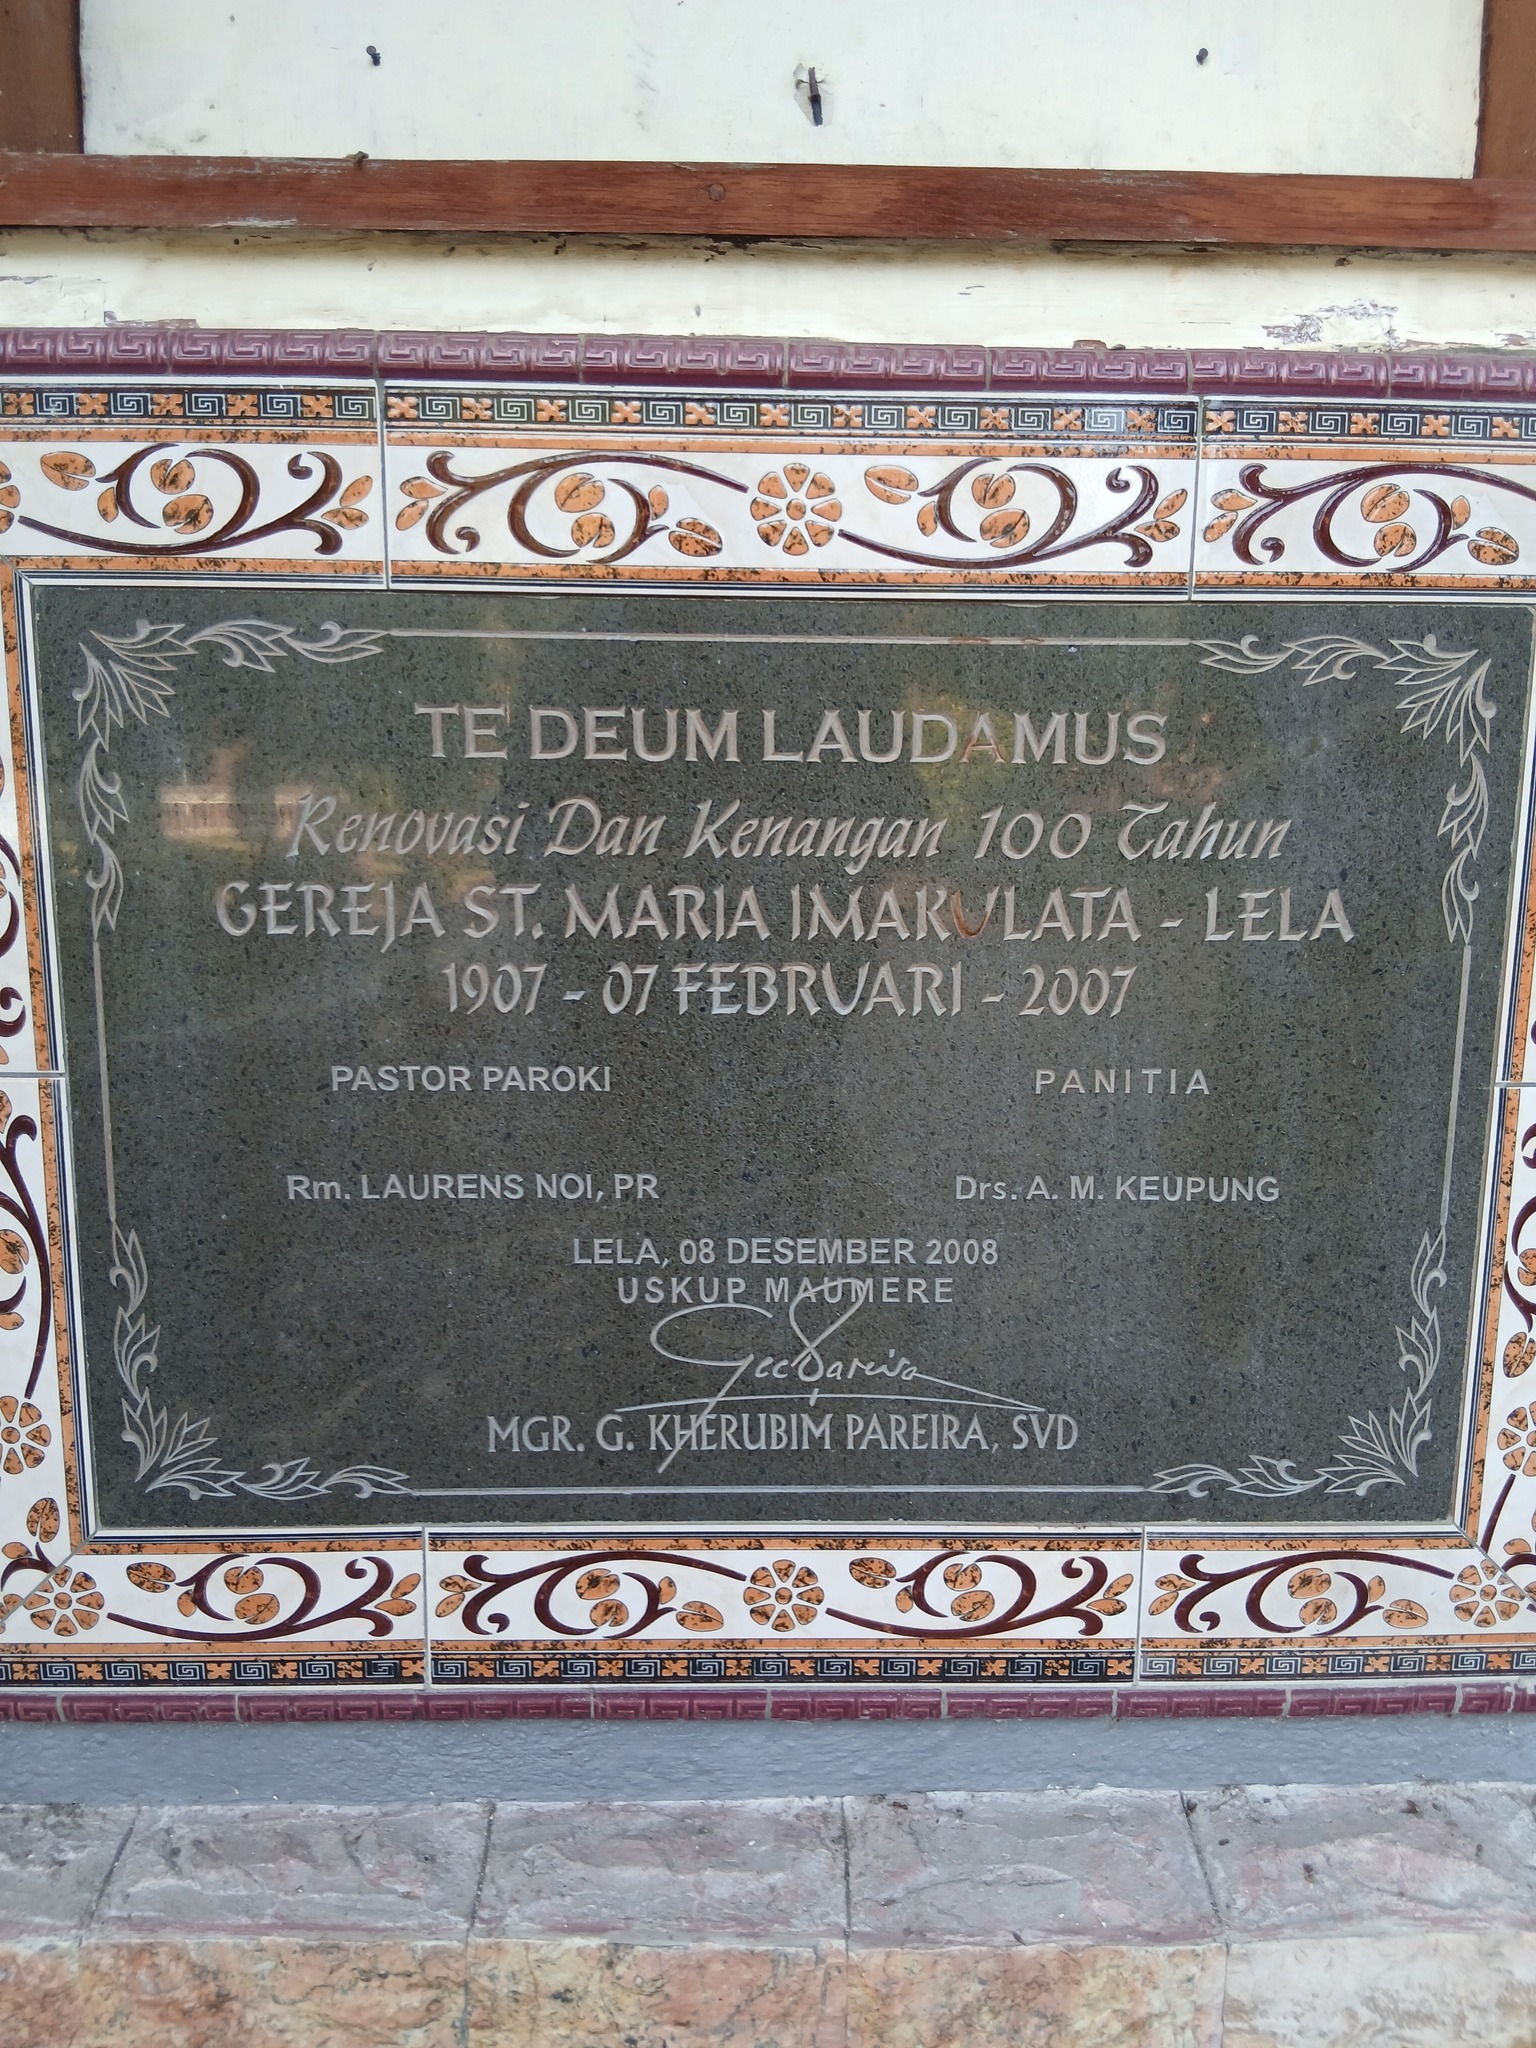 TE DEUM LAUDAMUS
Renovasi Dan Kenangan 100 Tahun
GEREJA ST. MARIA IMAKULATA - LELA
1907 - 07 FEBRUARI - 2007
PASTOR PAROKI
PANITIA
Rm. LAURENS NOI, PR
Drs. A. M. KEUPUNG
LELA, 08 DESEMBER 2008
USKUP MAUMERE
MGR. G. KHERUBIM PAREIRA, SVD